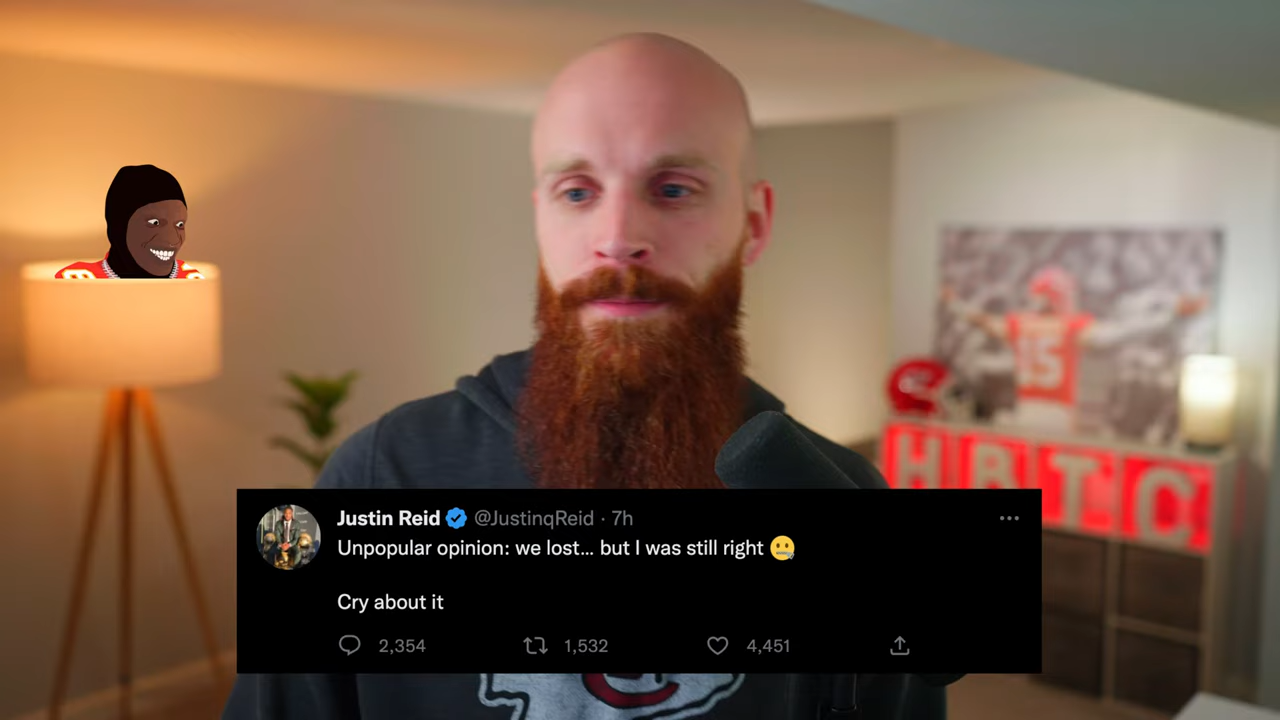 15
HBTC
Justin Reid @JustinqReid · 7h
Unpopular opinion: we lost... but I was still right 🤐
Cry about it
2,354 1,532 4,451